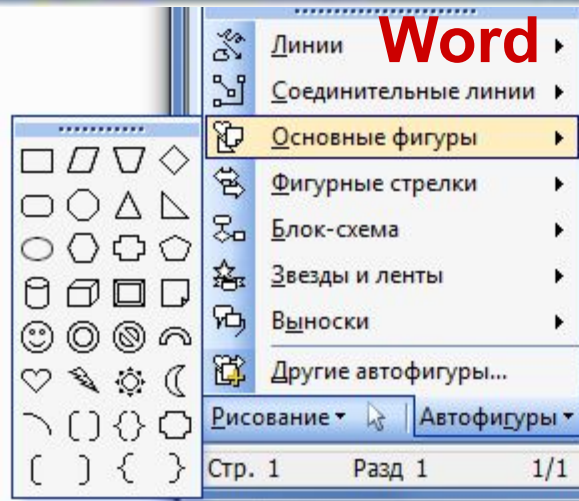 Word
Линии
Соединительные линии
Основные фигуры
Фигурные стрелки
Блок-схема
Звезды и ленты
Выноски
Другие автофигуры...
Рисование Автофигуры
Стр. 1 Разд 1 1/1